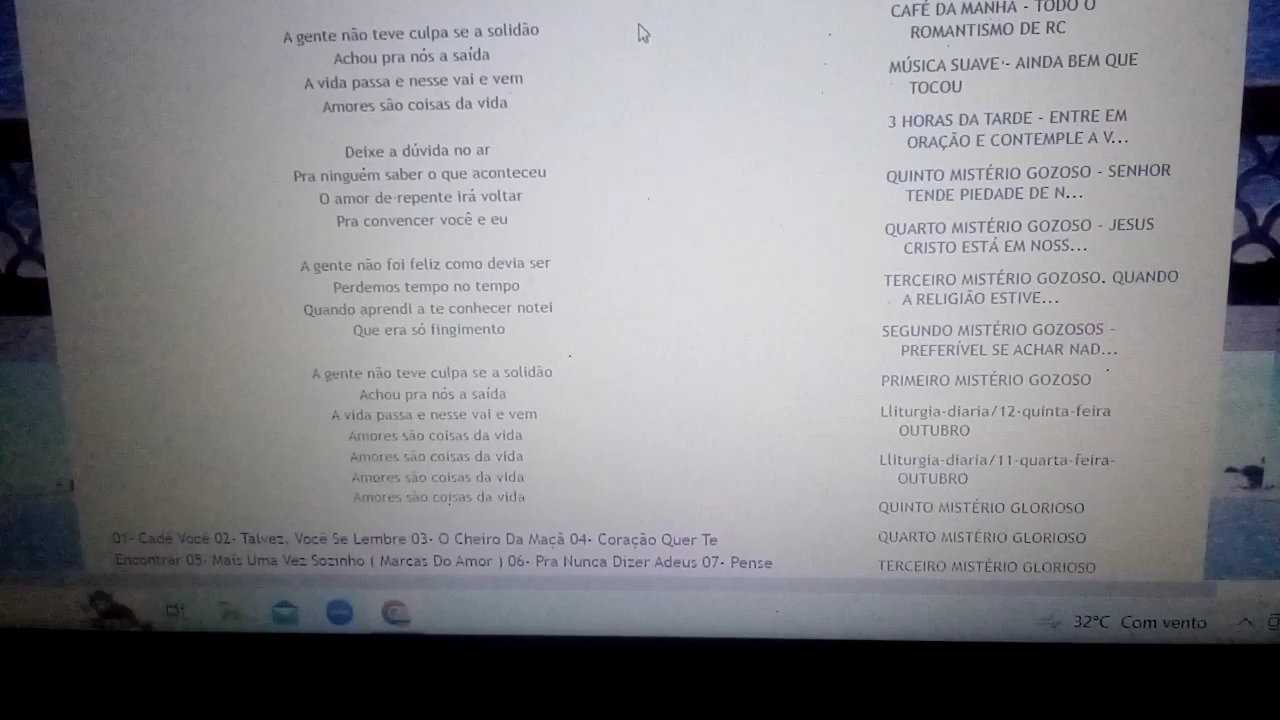 A gente não teve culpa se a solidão
Achou pra nós a saída
A vida passa e nesse vai e vem
Amores são coisas da vida
Deixe a dúvida no ar
Pra ninguém saber o que aconteceu
O amor de repente irá voltar
Pra convencer você e eu
A gente não foi feliz como devia ser
Perdemos tempo no tempo
Quando aprendi a te conhecer notei
Que era só fingimento
A gente não teve culpa se a solidão
Achou pra nós a saída
A vida passa e nesse vai e vem
Amores são coisas da vida
Amores são coisas da vida
Amores são coisas da vida
Amores são coisas da vida
01- Cadê Você 02- Talvez, Você Se Lembre 03- O Cheiro Da Maçã 04- Coração Quer Te
Encontrar 05- Mais Uma Vez Sozinho ( Marcas Do Amor ) 06- Pra Nunca Dizer Adeus 07- Pense
CAFÉ DA MANHÃ - TODO O
ROMANTISMO DE RC
MÚSICA SUAVE - AINDA BEM QUE
TOCOU
3 HORAS DA TARDE - ENTRE EM
ORAÇÃO E CONTEMPLE A V...
QUINTO MISTÉRIO GOZOSO - SENHOR
TENDE PIEDADE DE N...
QUARTO MISTÉRIO GOZOSO - JESUS
CRISTO ESTÁ EM NOSS...
TERCEIRO MISTÉRIO GOZOSO. QUANDO
A RELIGIÃO ESTIVE...
SEGUNDO MISTÉRIO GOZOSOS -
PREFERÍVEL SE ACHAR NAD...
PRIMEIRO MISTÉRIO GOZOSO
Lliturgia-diaria/12-quinta-feira
OUTUBRO
Lliturgia-diaria/11-quarta-feira-
OUTUBRO
QUINTO MISTÉRIO GLORIOSO
QUARTO MISTÉRIO GLORIOSO
TERCEIRO MISTÉRIO GLORIOSO
32°C Com vento